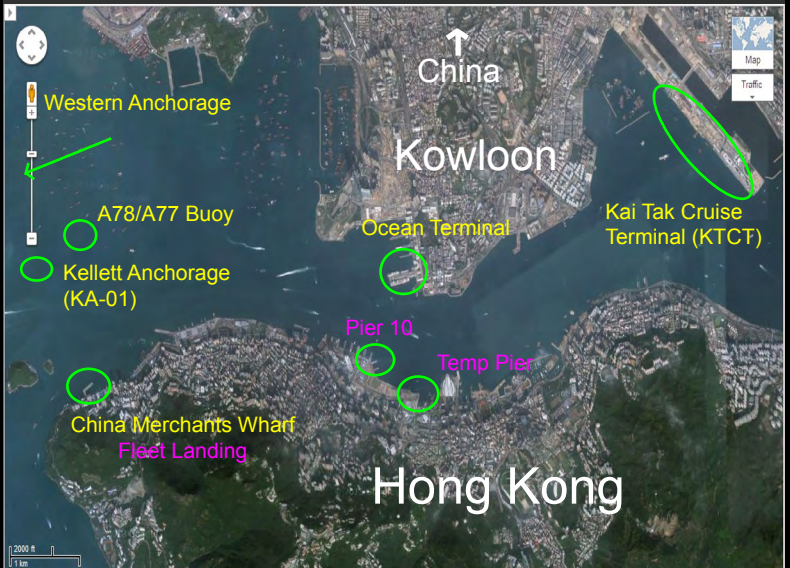 China
Map
Traffic
Western Anchorage
Kowloon
A78/A77 Buoy
Ocean Terminal
Kai Tak Cruise
Terminal (KTCT)
Kellett Anchorage
(KA-01)
Pier 10
Temp Pier
China Merchants Wharf
Fleet Landing
Hong Kong
2000 ft
1 km